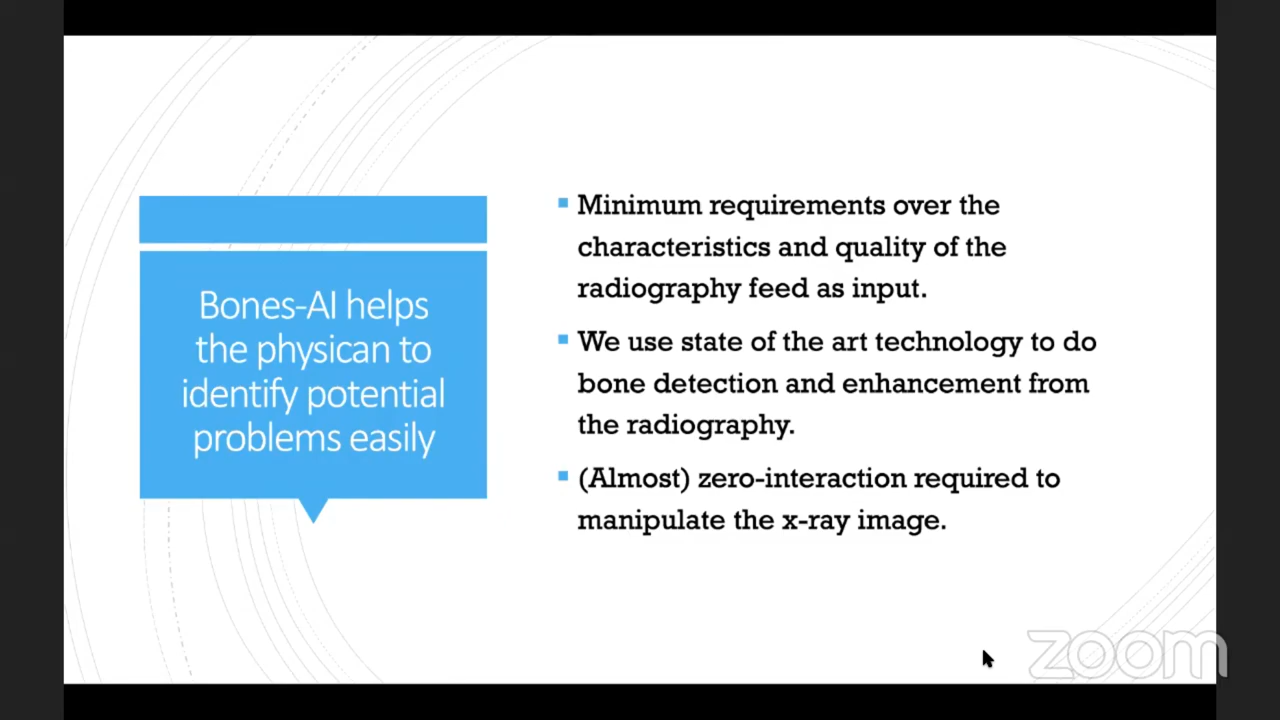 Bones-AI helps
the physican to
identify potential
problems easily
Minimum requirements over the
characteristics and quality of the
radiography feed as input.
We use state of the art technology to do
bone detection and enhancement from
the radiography.
(Almost) zero-interaction required to
manipulate the x-ray image.
zoom